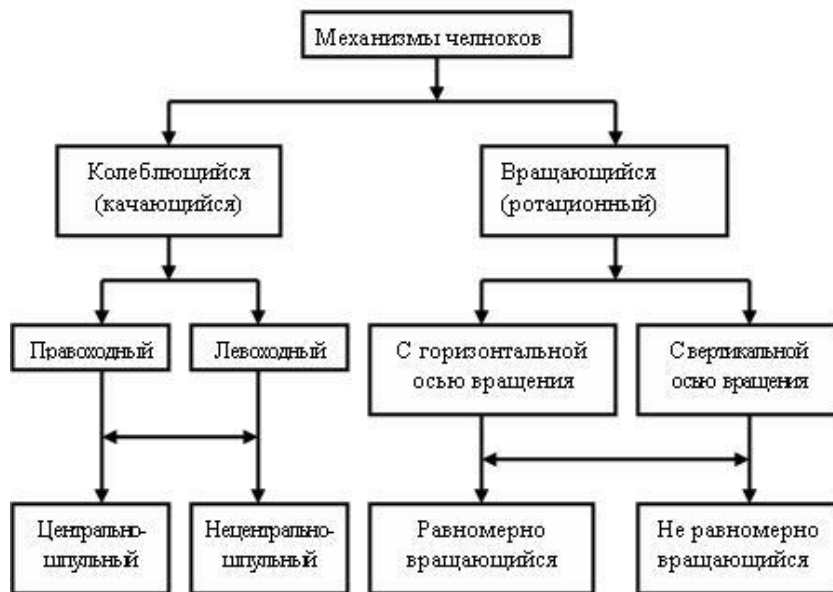 Механизмы челноков
Колеблющийся
(качающийся)
Вращающийся
(ротационный)
Правоходный
Левоходный
С горизонтальной
осью вращения
С вертикальной
осью вращения
Центрально-
шпульный
Нецентрально-
шпульный
Равномерно
вращающийся
Не равномерно
вращающийся